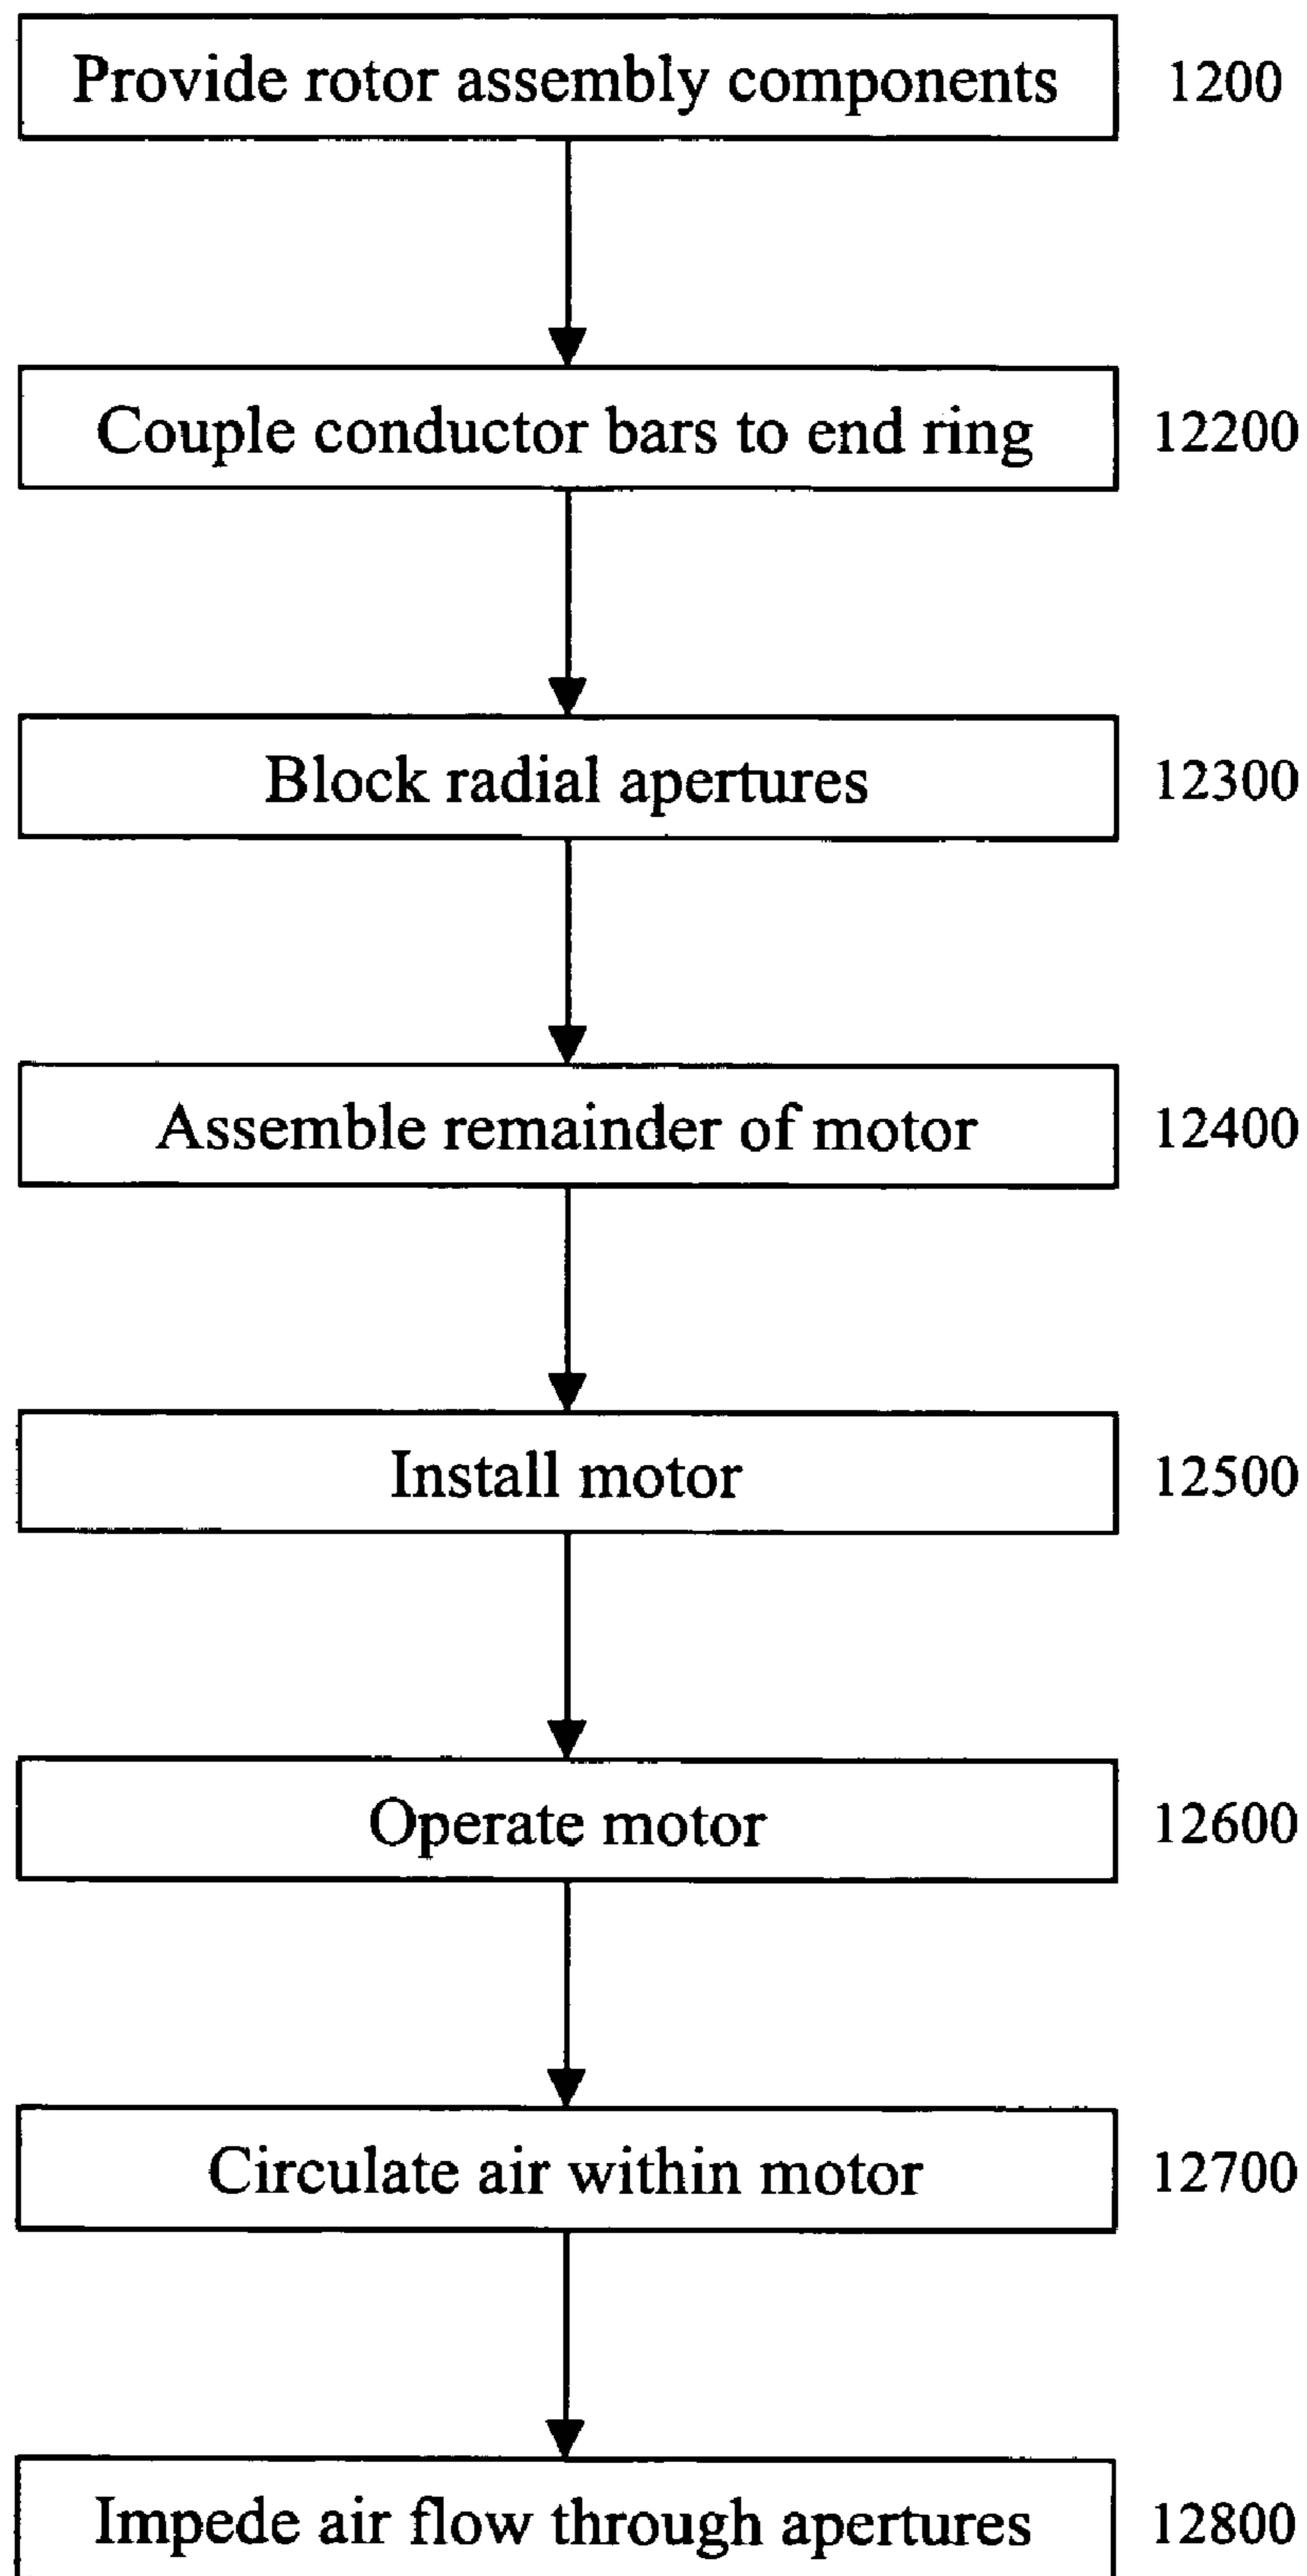 Provide rotor assembly components 1200
Couple conductor bars to end ring 12200
Block radial apertures 12300
Assemble remainder of motor 12400
Install motor 12500
Operate motor 12600
Circulate air within motor 12700
Impede air flow through apertures 12800